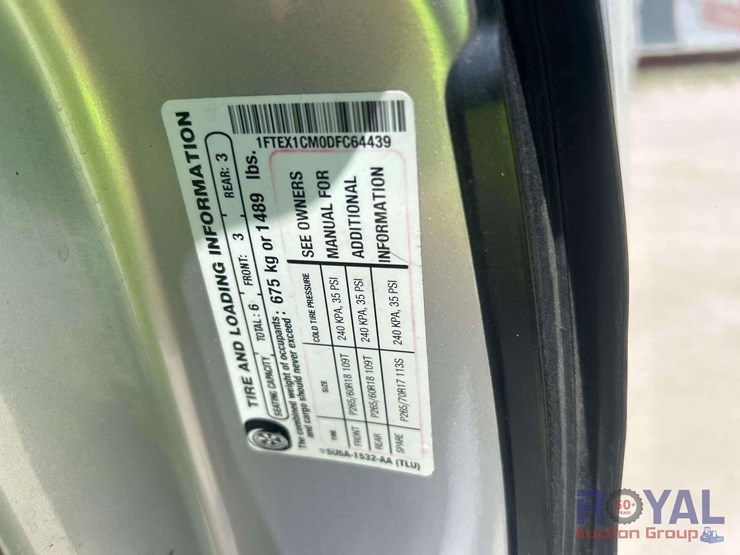 1FTEX1CM0DFC64439
TIRE AND LOADING INFORMATION
SEATING CAPACITY TOTAL: 6 FRONT: 3 REAR: 3
The combined weight of occupants and cargo should never exceed: 675 kg or 1489 lbs.
TIRE SIZE COLD TIRE PRESSURE
FRONT P265/60R18 109T 240 KPA, 35 PSI
REAR P265/60R18 109T 240 KPA, 35 PSI
SPARE P265/70R17 113S 240 KPA, 35 PSI
SEE OWNERS
MANUAL FOR
ADDITIONAL
INFORMATION
5U5A-1532-AA (TLU)
60+
YEARS
ROYAL
Auction Group